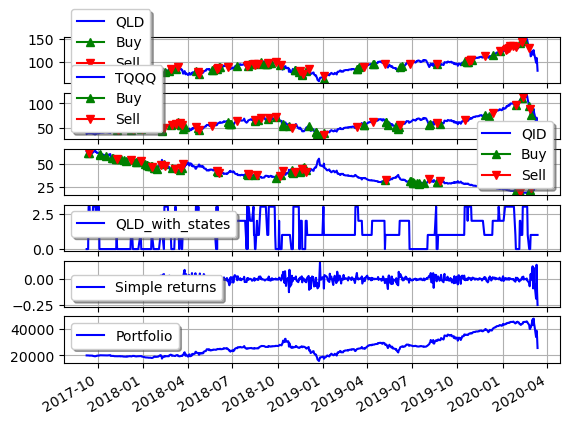 QLD
Buy
Sell
150
100
TQQQ
Buy
Sell
100
50
QID
Buy
Sell
50
25
QLD_with_states
2.5
0.0
Simple returns
0.00
−0.25
Portfolio
40000
20000
2017-10
2018-01
2018-04
2018-07
2018-10
2019-01
2019-04
2019-07
2019-10
2020-01
2020-04